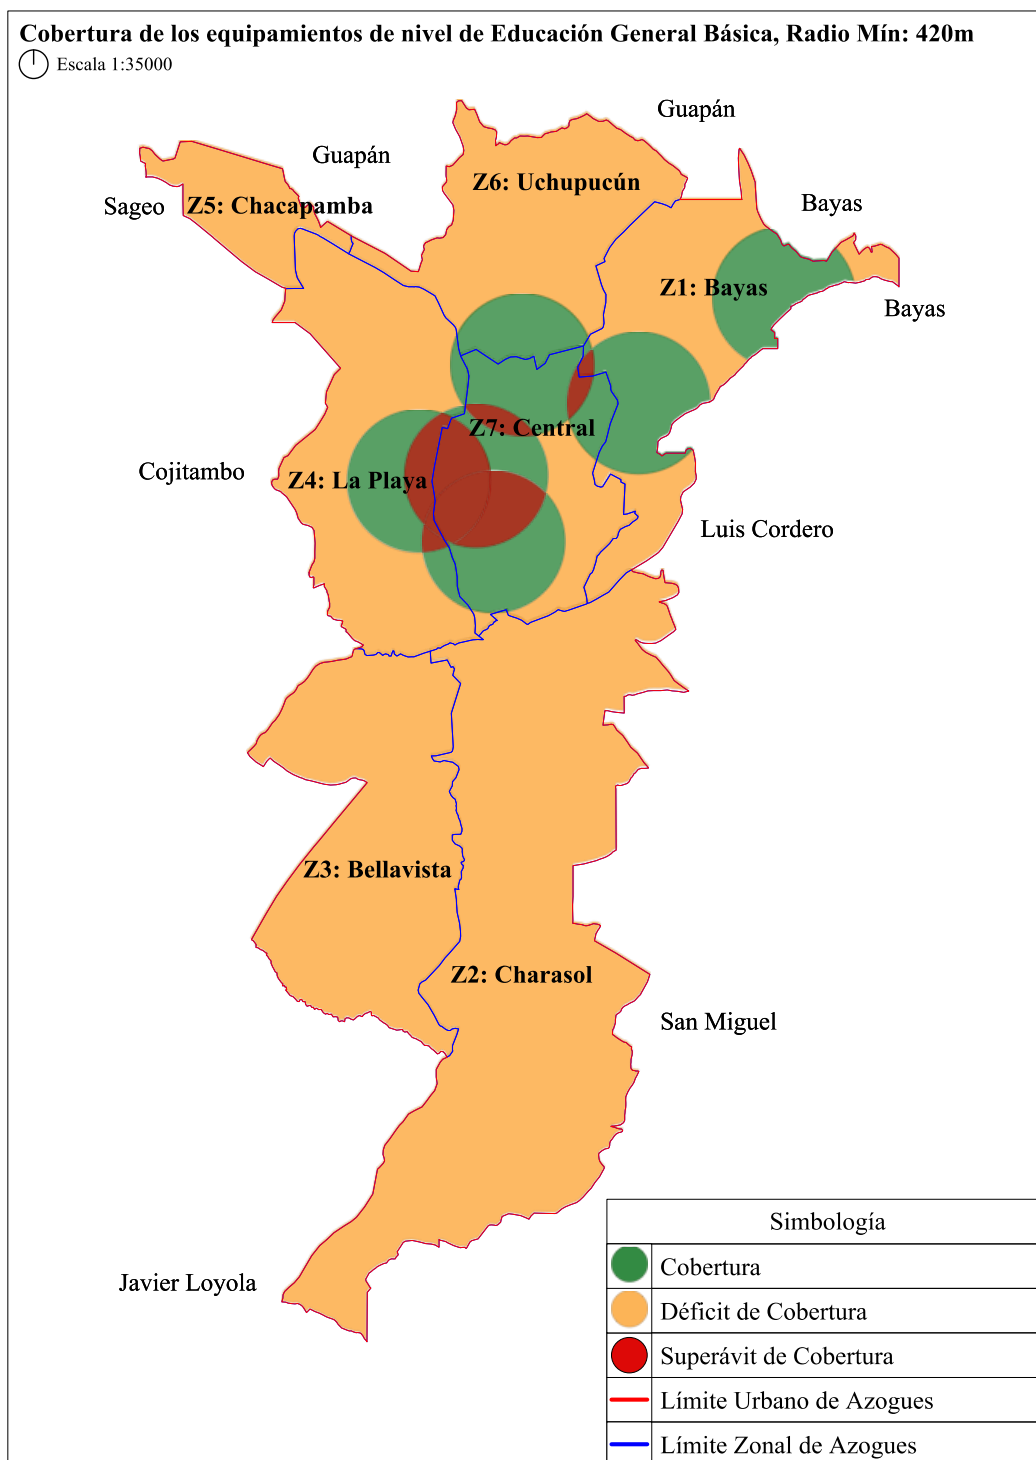 Cobertura de los equipamientos de nivel de Educación General Básica, Radio Mín: 420m
Escala 1:35000
Guapán
Guapán
Z6: Uchupucún
Sageo
Z5: Chacapamba
Bayas
Z1: Bayas
Bayas
Z7: Central
Cojitambo
Z4: La Playa
Luis Cordero
Z3: Bellavista
Z2: Charasol
San Miguel
Javier Loyola
Simbología
Cobertura
Déficit de Cobertura
Superávit de Cobertura
Límite Urbano de Azogues
Límite Zonal de Azogues